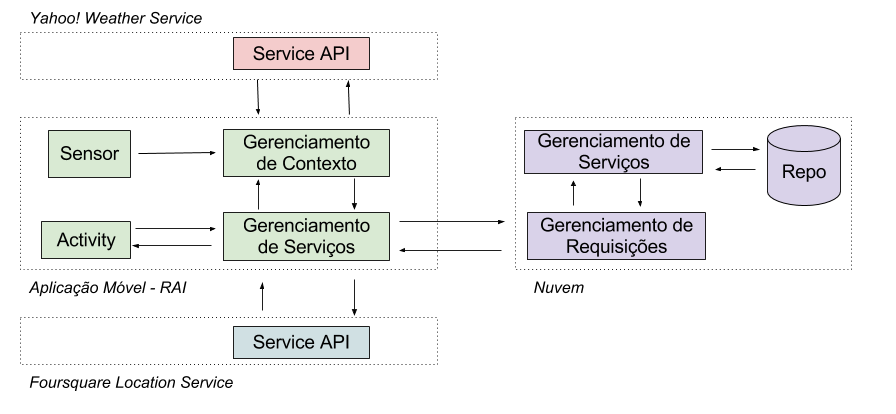 Yahoo! Weather Service
Service API
Sensor
Gerenciamento
de Contexto
Activity
Gerenciamento
de Serviços
Aplicação Móvel - RAI
Gerenciamento de
Serviços
Repo
Gerenciamento de
Requisições
Nuvem
Service API
Foursquare Location Service